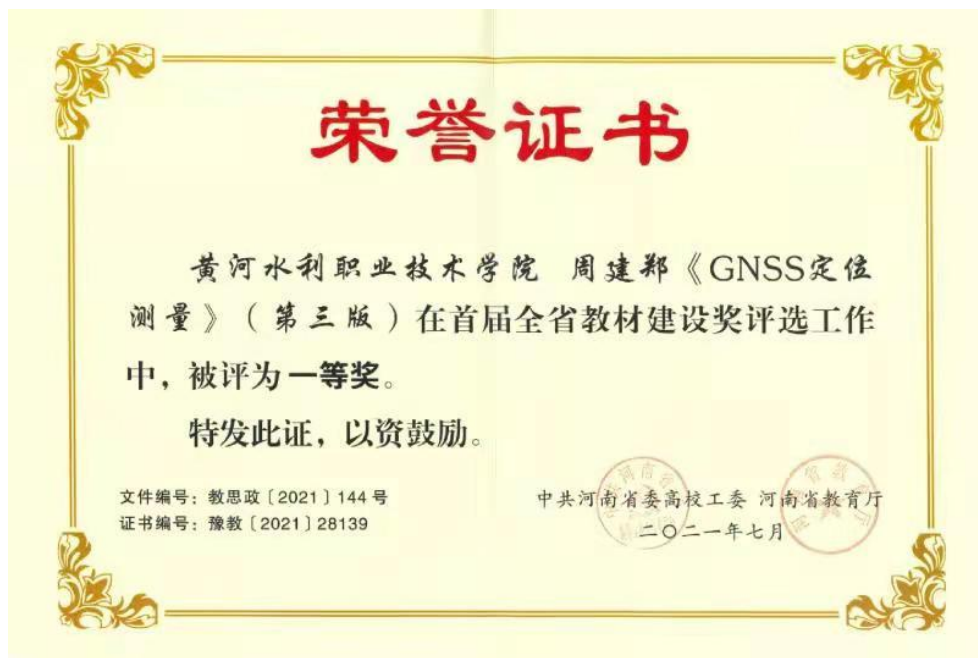 荣誉证书
黄河水利职业技术学院 周建郑《GNSS定位
测量》（第三版）在首届全省教材建设奖评选工作
中，被评为一等奖。
特发此证，以资鼓励。
文件编号：教思政〔2021〕144号
证书编号：豫教〔2021〕28139
中共河南省委高校工委 河南省教育厅
二〇二一年七月